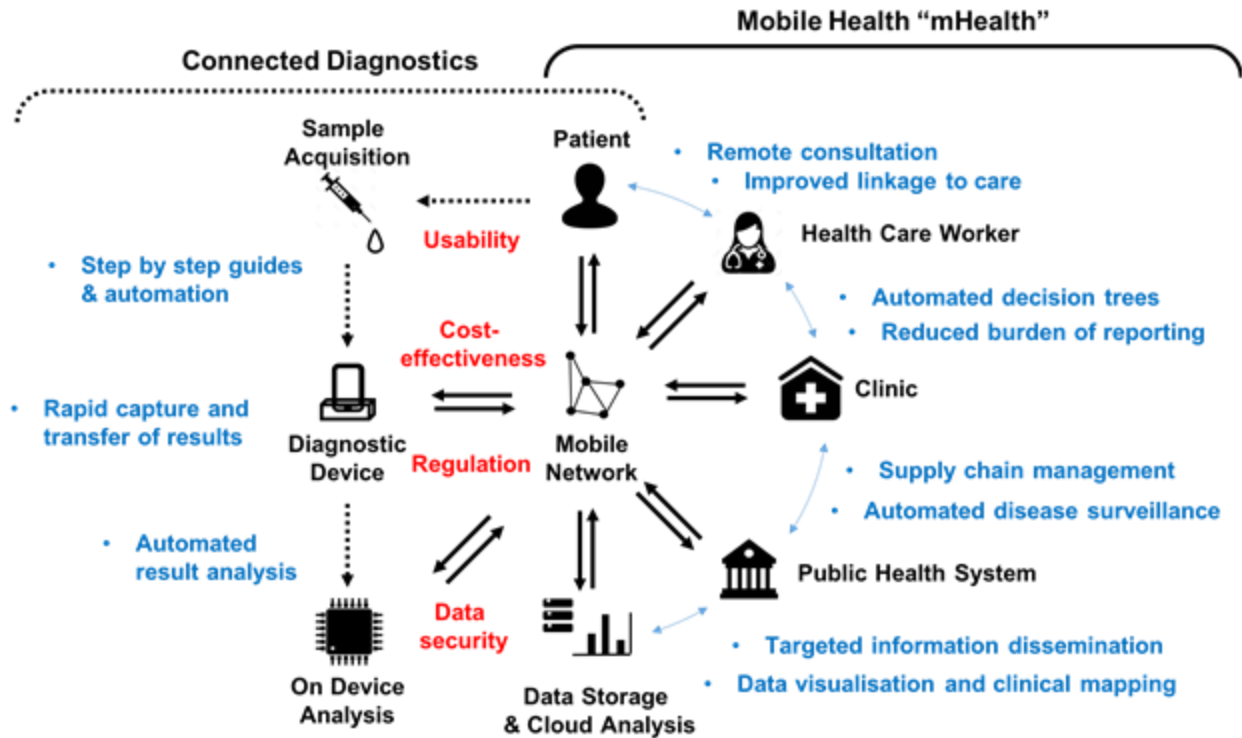 Mobile Health “mHealth”
Connected Diagnostics
Sample
Acquisition
Patient
• Remote consultation
• Improved linkage to care
Usability
Health Care Worker
• Step by step guides
& automation
• Automated decision trees
• Reduced burden of reporting
Cost-
effectiveness
Clinic
• Rapid capture and
transfer of results
Diagnostic
Device
Regulation
Mobile
Network
• Supply chain management
• Automated disease surveillance
• Automated
result analysis
Public Health System
Data
security
• Targeted information dissemination
• Data visualisation and clinical mapping
On Device
Analysis
Data Storage
& Cloud Analysis